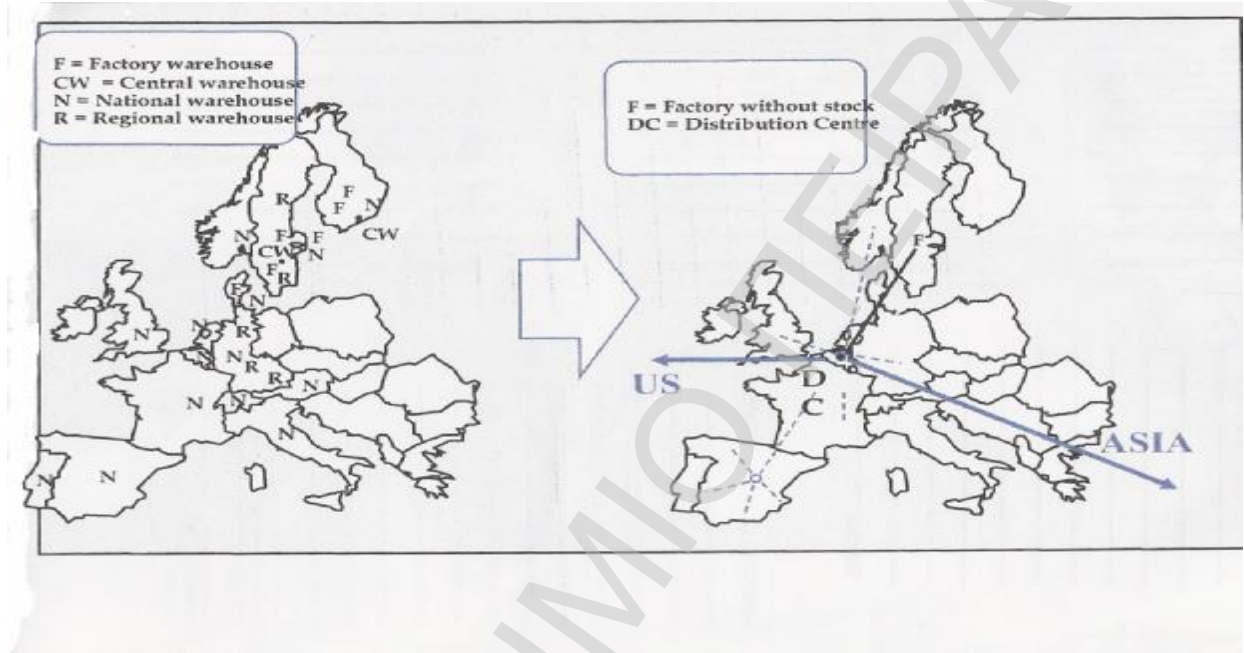 F = Factory warehouse
CW = Central warehouse
N = National warehouse
R = Regional warehouse
F = Factory without stock
DC = Distribution Centre
R
F
F
N
CW
N
F
F
N
CW
F
R
F
N
N
N
R
N
R
R
N
N
N
N
N
N
F
US
D
C
ASIA